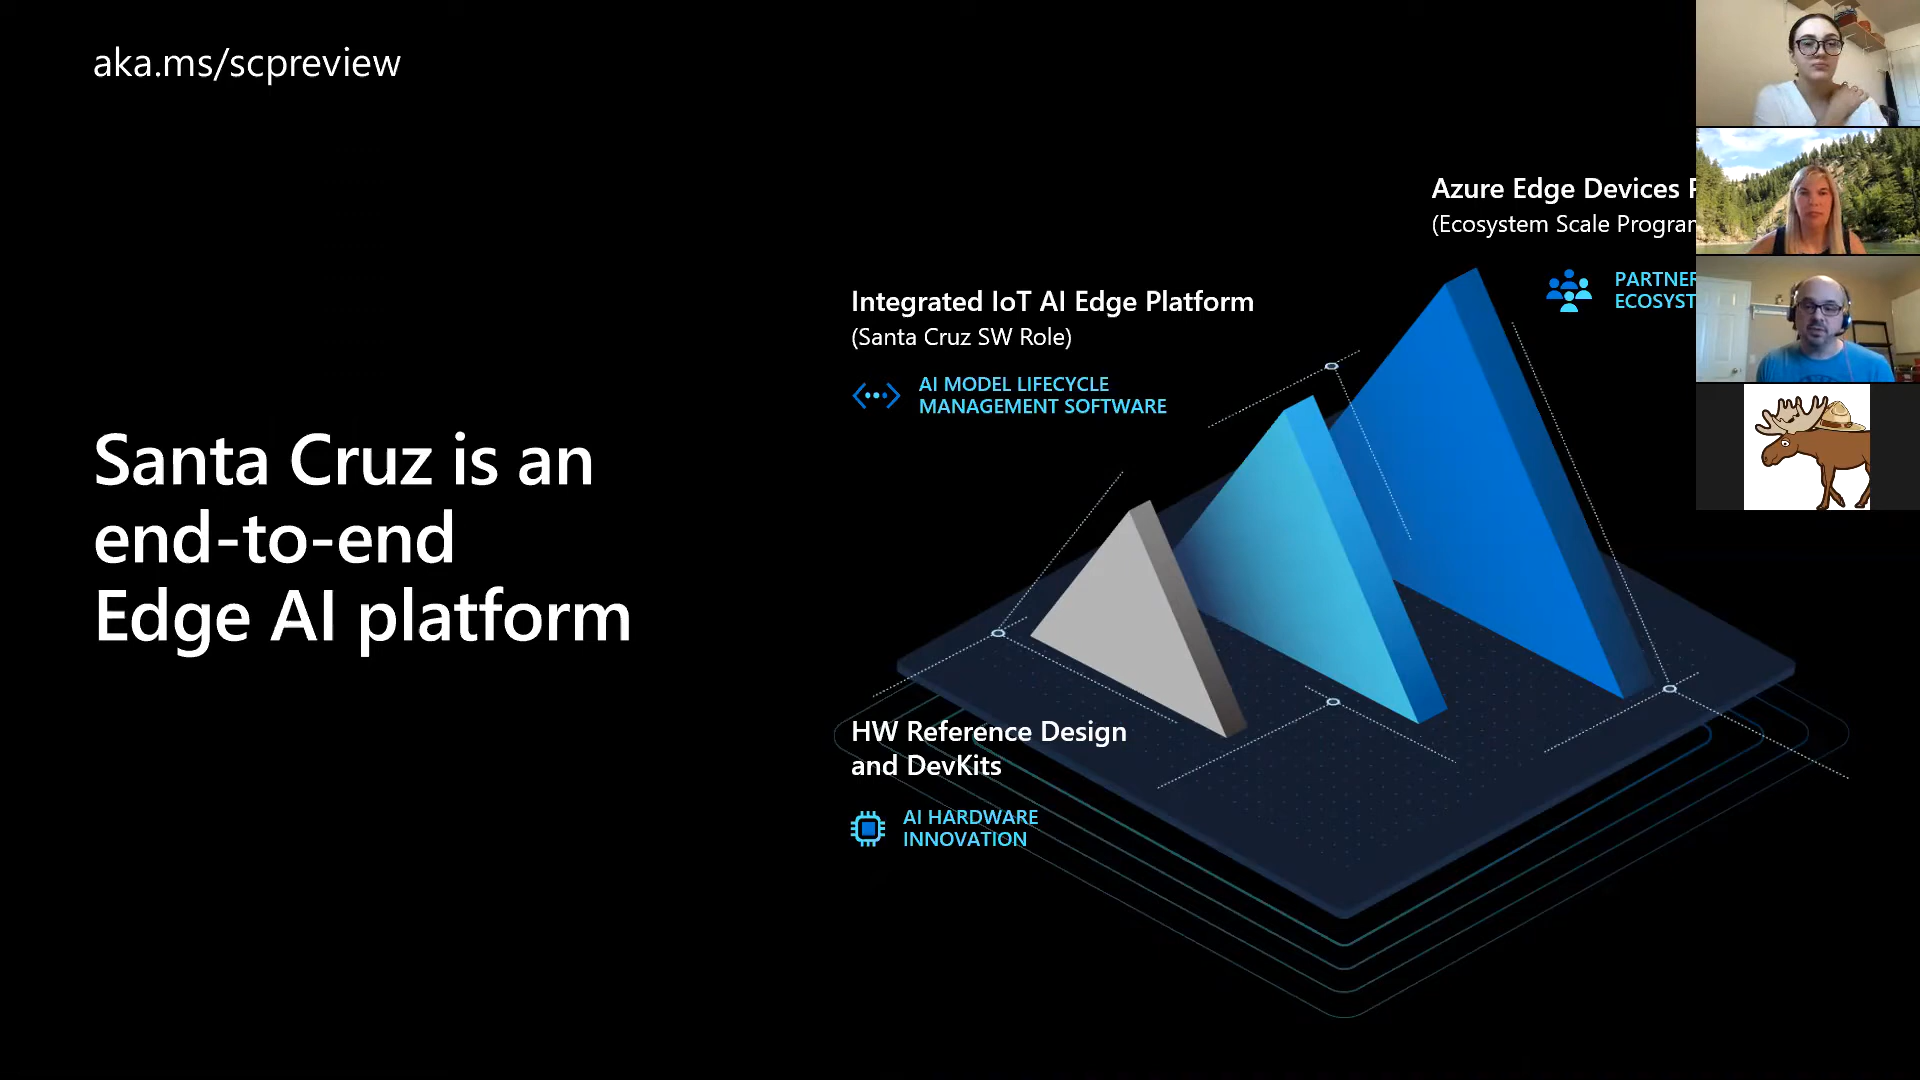 aka.ms/scpreview
Santa Cruz is an
end-to-end
Edge AI platform
Integrated IoT AI Edge Platform
(Santa Cruz SW Role)
AI MODEL LIFECYCLE
MANAGEMENT SOFTWARE
Azure Edge Devices
(Ecosystem Scale
HW Reference Design
and DevKits
AI HARDWARE
INNOVATION